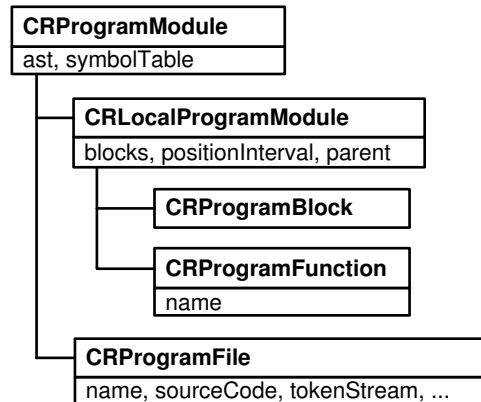 CRProgramModule
ast, symbolTable
CRLocalProgramModule
blocks, positionInterval, parent
CRProgramBlock
CRProgramFunction
name
CRProgramFile
name, sourceCode, tokenStream, ...